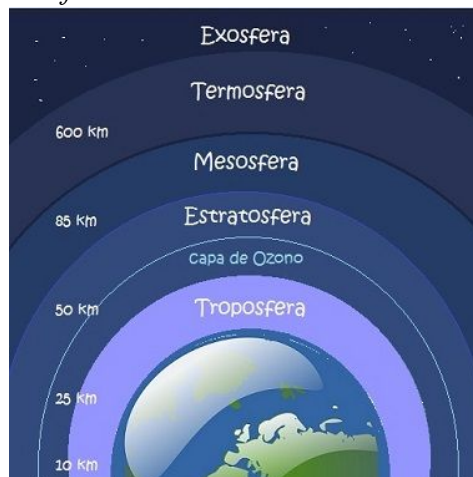 Exosfera
Termosfera
600 km
Mesosfera
85 km
Estratosfera
capa de Ozono
50 km
Troposfera
25 km
10 km